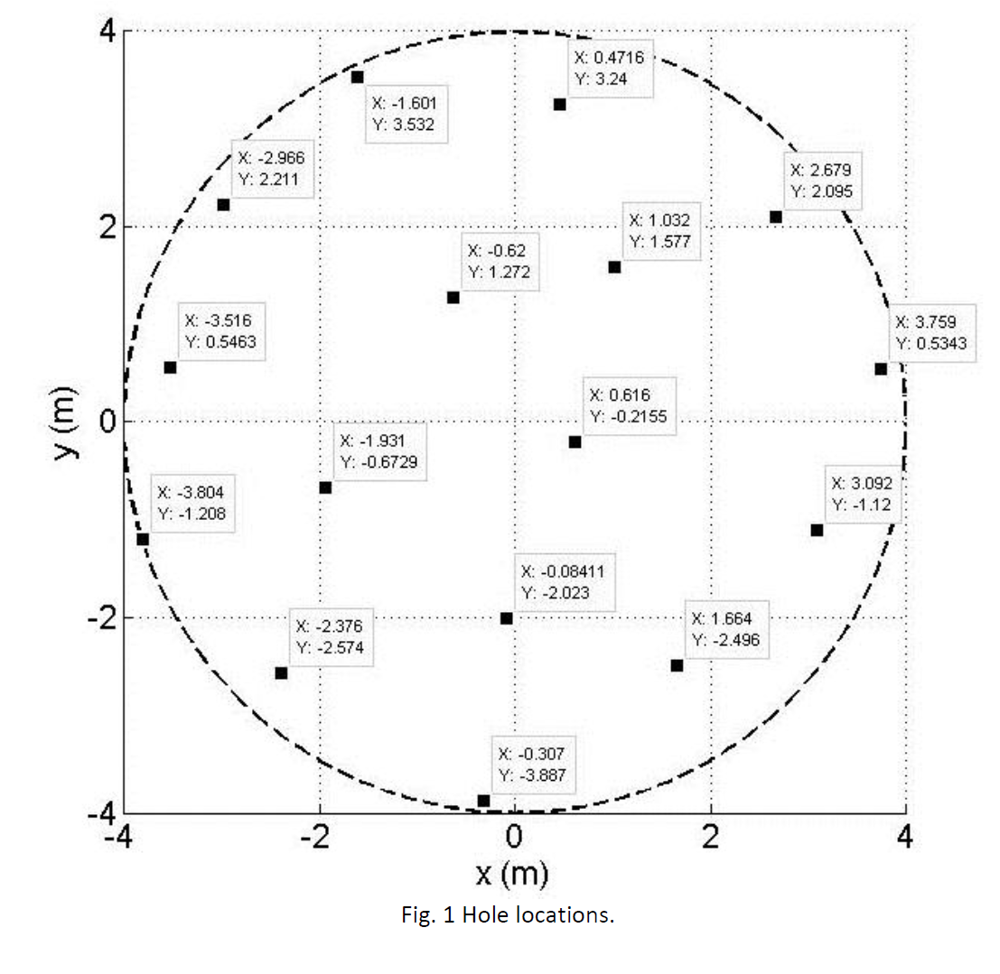 4
X: 0.4716
Y: 3.24
X: -1.601
Y: 3.532
X: -2.966
Y: 2.211
X: 2.679
Y: 2.095
2
X: 1.032
Y: 1.577
X: -0.62
Y: 1.272
X: -3.516
Y: 0.5463
X: 3.759
Y: 0.5343
X: 0.616
Y: -0.2155
0
y (m)
X: -1.931
Y: -0.6729
X: 3.092
Y: -1.12
X: -3.804
Y: -1.208
X: -0.08411
Y: -2.023
-2
X: 1.664
Y: -2.496
X: -2.376
Y: -2.574
X: -0.307
Y: -3.887
-4
-4 -2 0 2 4
x (m)
Fig. 1 Hole locations.